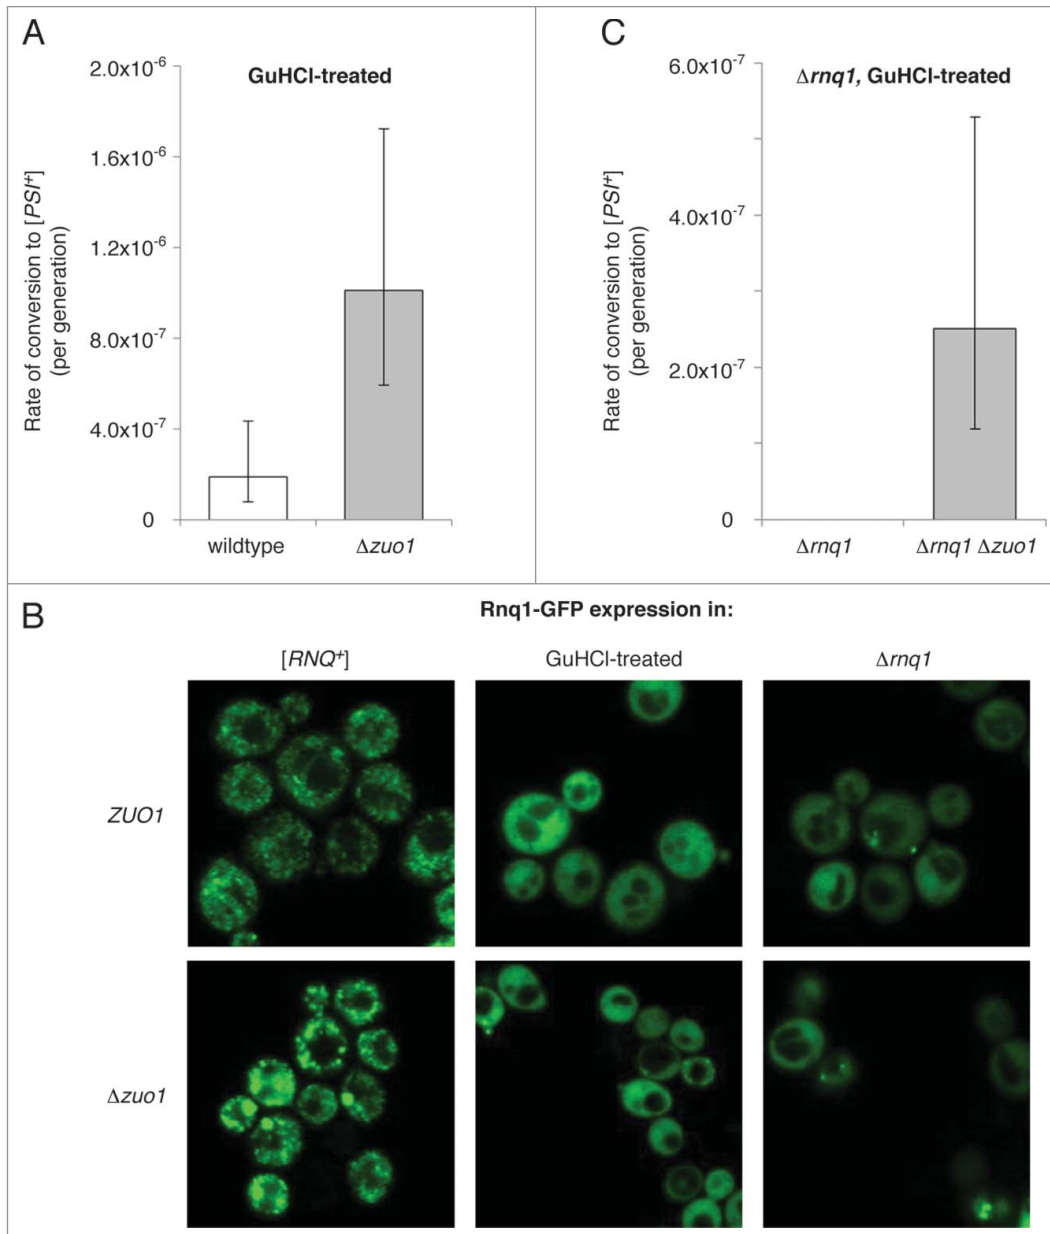 A
GuHCl-treated
Rate of conversion to [PSI⁺]
(per generation)
2.0x10⁻⁶
1.6x10⁻⁶
1.2x10⁻⁶
8.0x10⁻⁷
4.0x10⁻⁷
0
wildtype
Δzuo1
C
Δrnq1, GuHCl-treated
Rate of conversion to [PSI⁺]
(per generation)
6.0x10⁻⁷
4.0x10⁻⁷
2.0x10⁻⁷
0
Δrnq1
Δrnq1 Δzuo1
B
Rnq1-GFP expression in:
[RNQ⁺]
GuHCl-treated
Δrnq1
ZUO1
Δzuo1